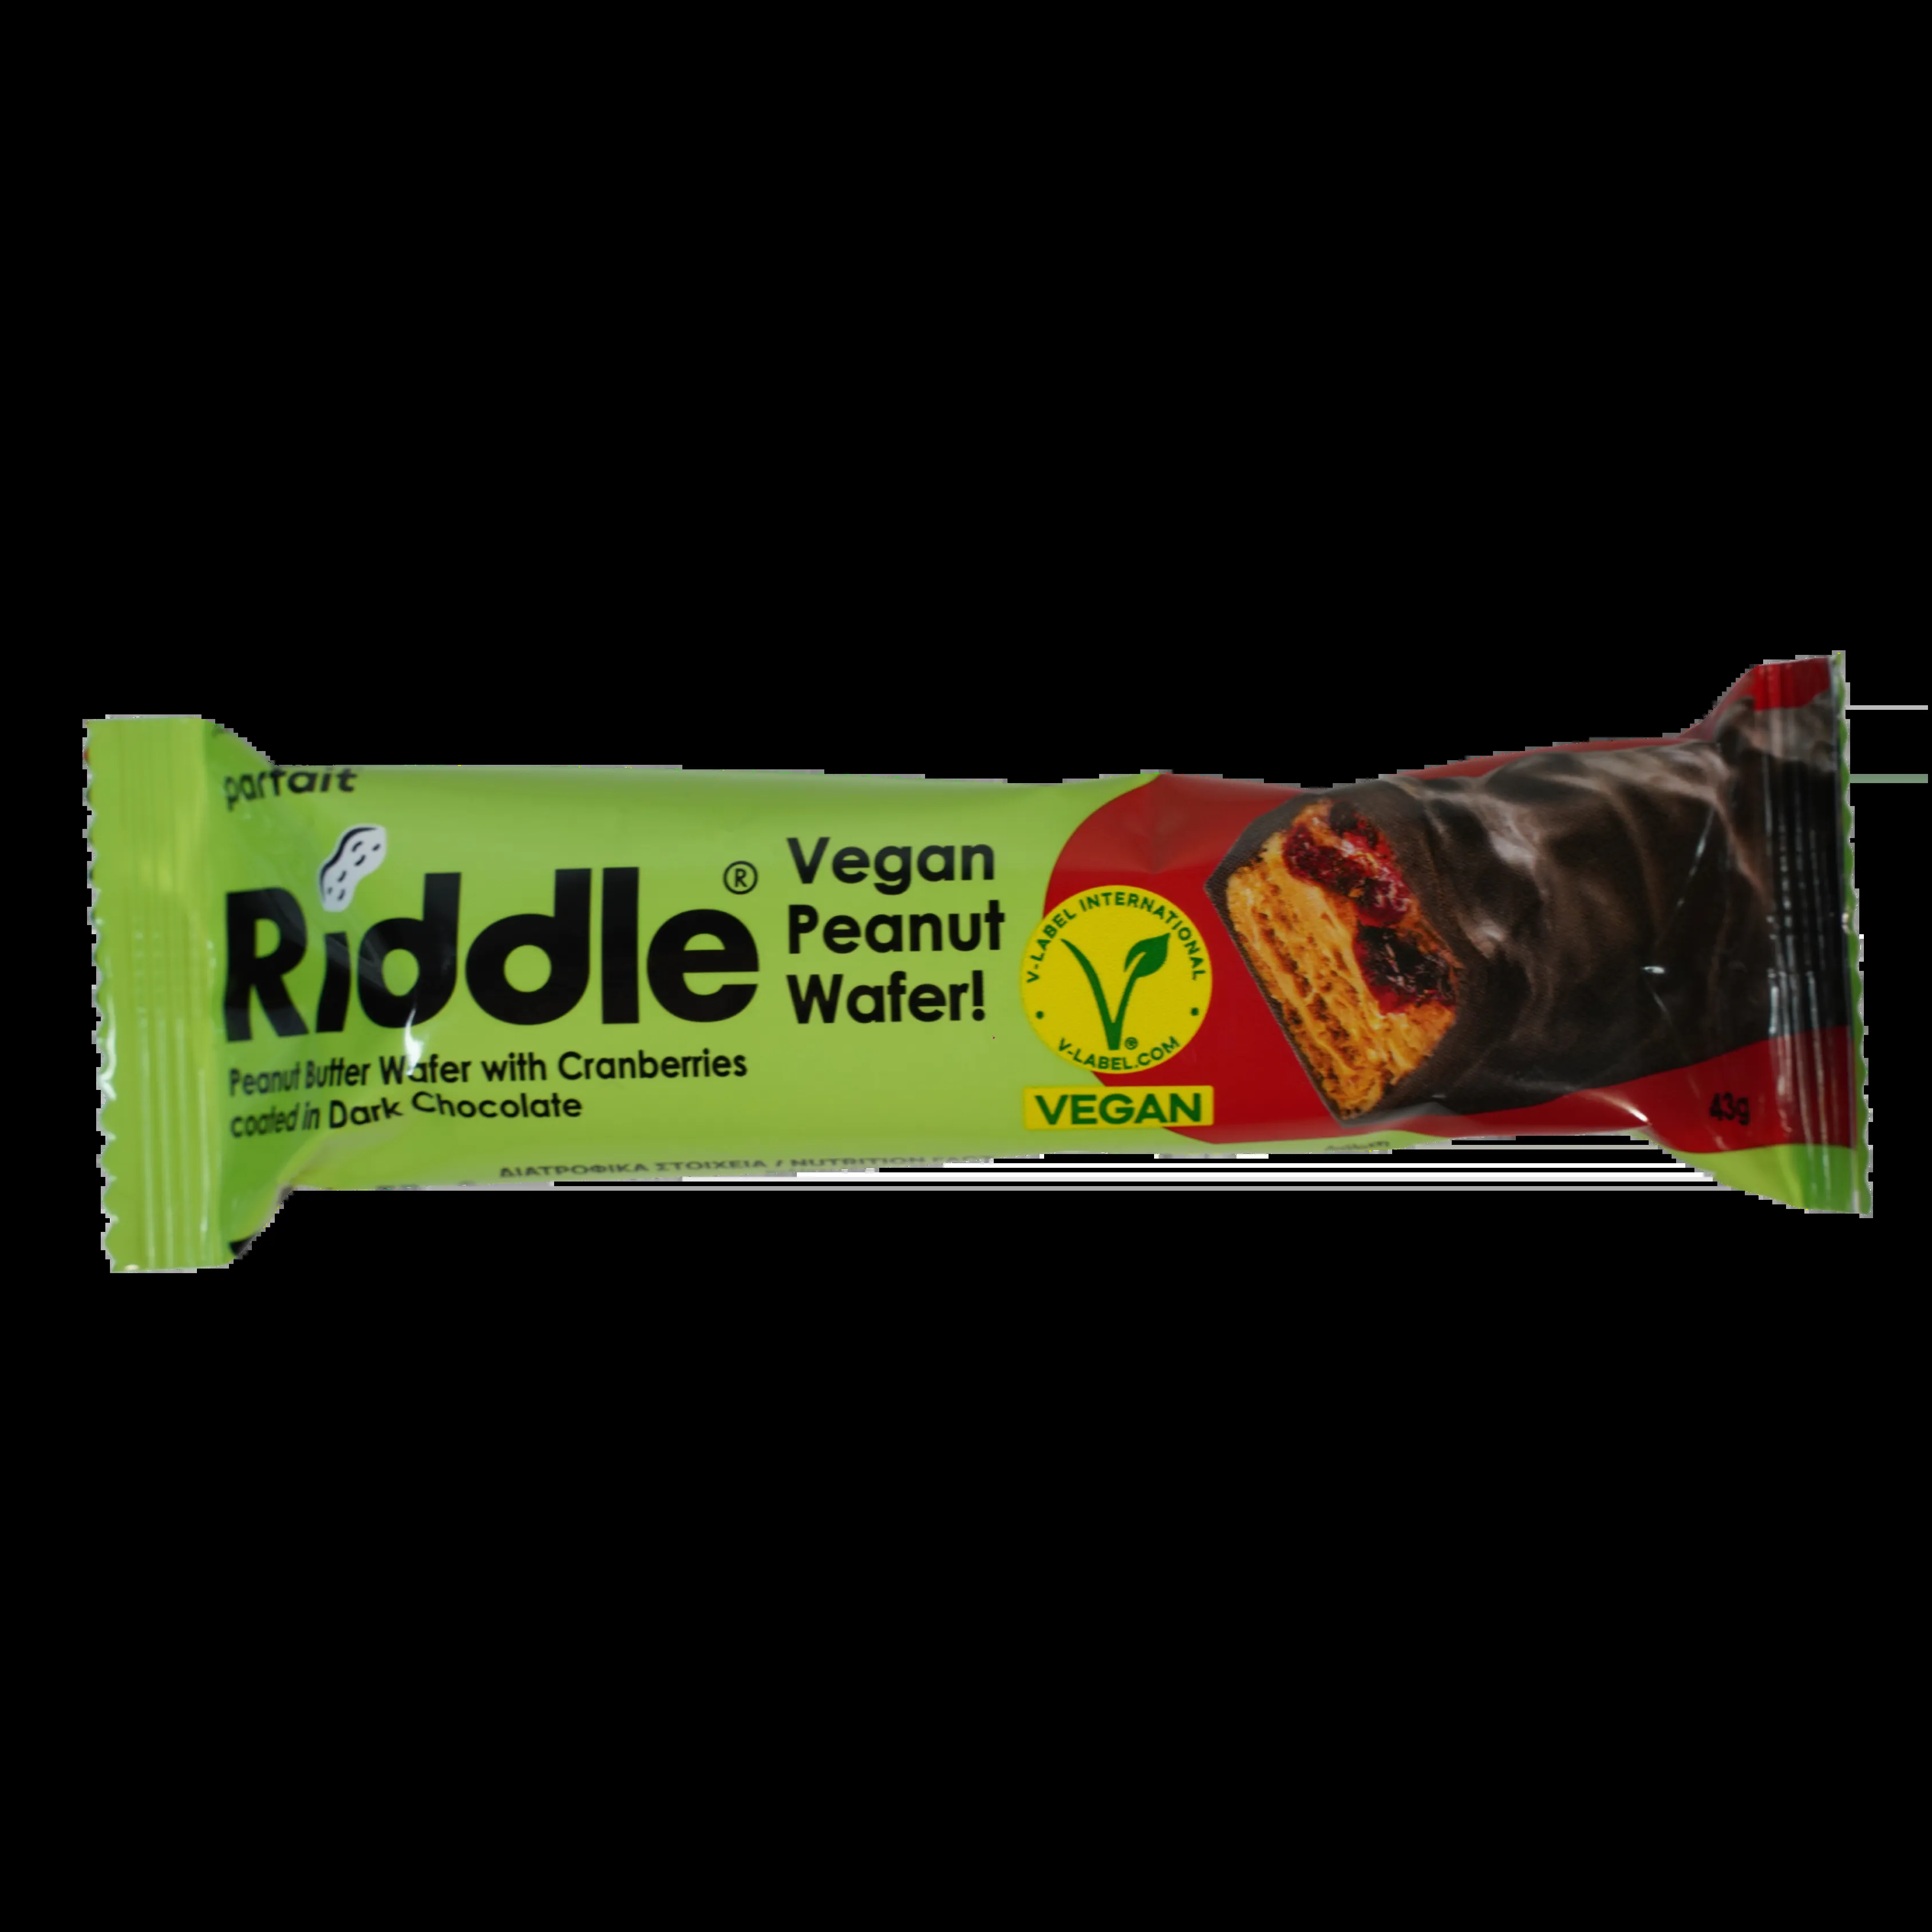 parfait
Riddle®
Vegan
Peanut
Wafer!
Peanut Butter Wafer with Cranberries
coated in Dark Chocolate
V-LABEL INTERNATIONAL
V-LABEL.COM
VEGAN
43g
ΔΙΑΤΡΟΦΙΚΑ ΣΤΟΙΧΕΙΑ / NUTRITION